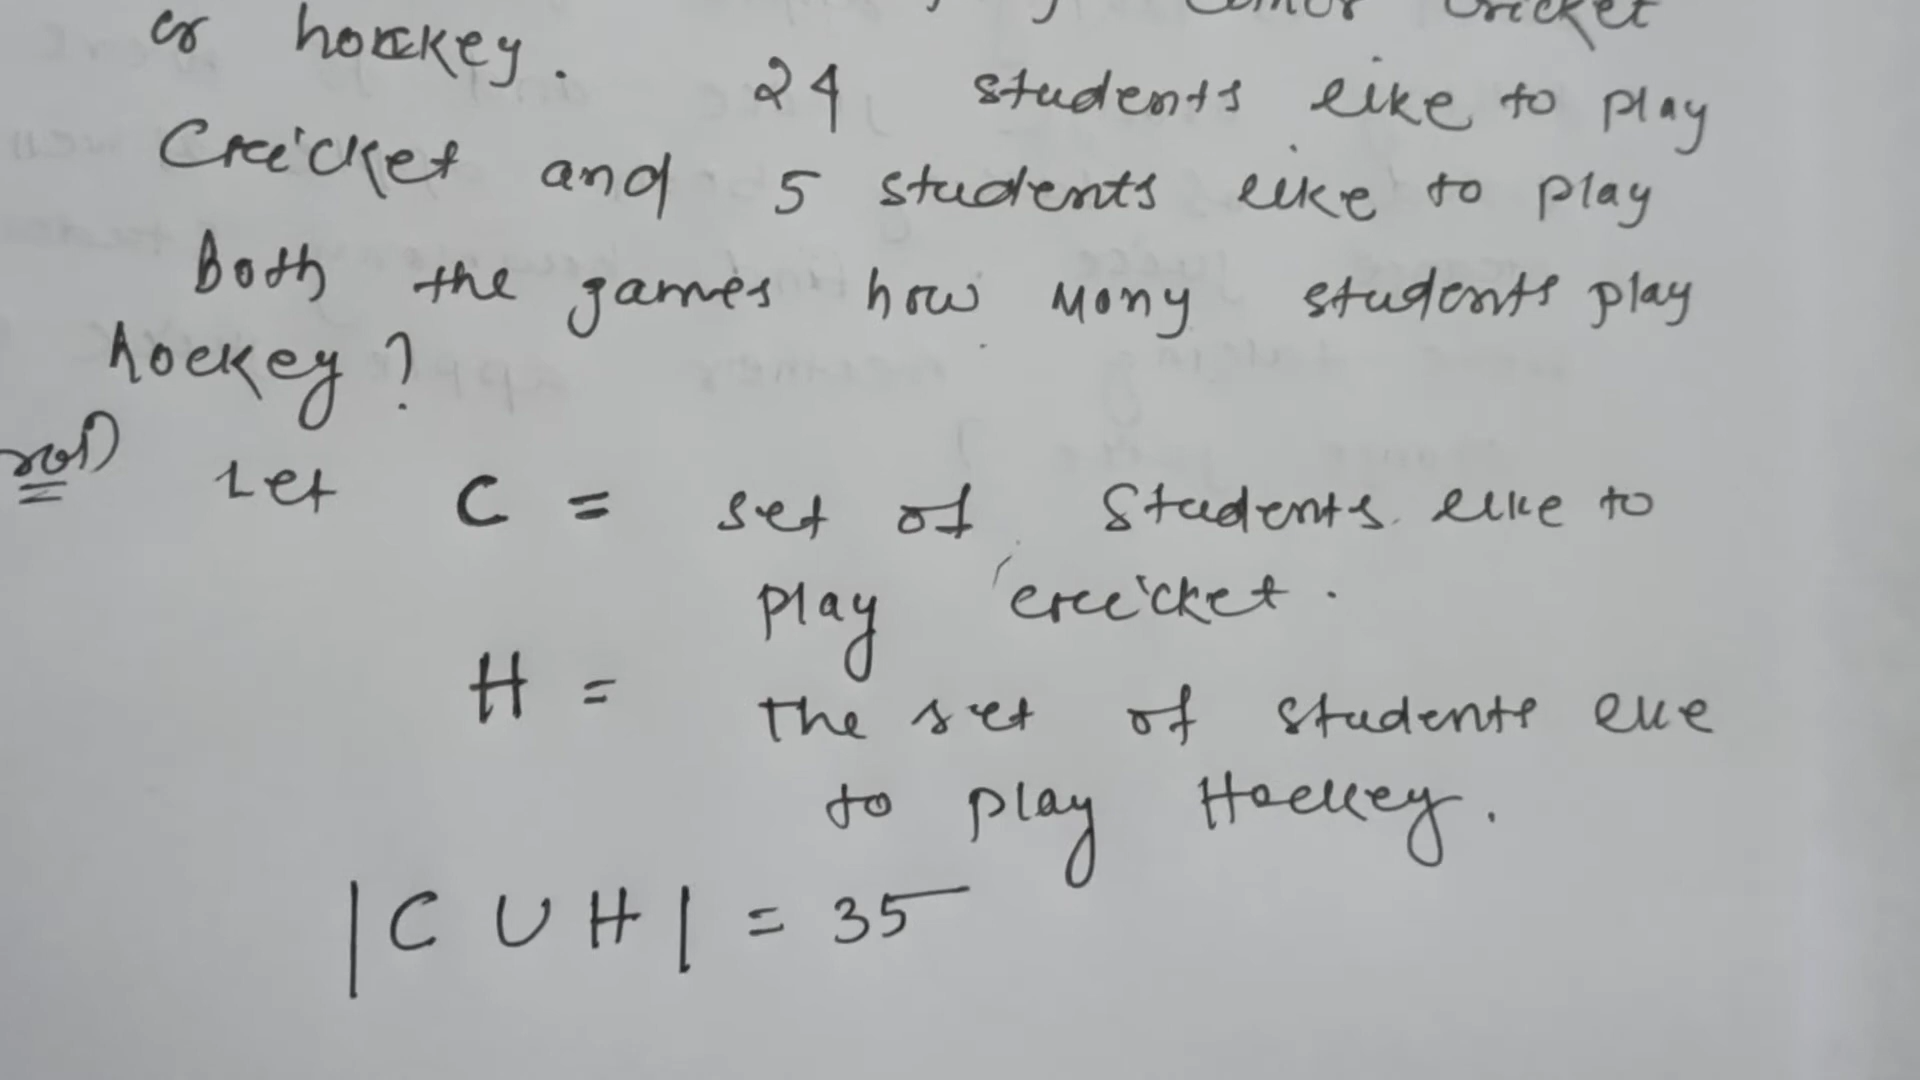 or hockey. 24 students like to play
Cricket and 5 students like to play
Both the games how many students play
hockey?
sol) Let C = set of Students like to
play cricket.
H = The set of students like
to play Hockey.
|C ∪ H| = 35